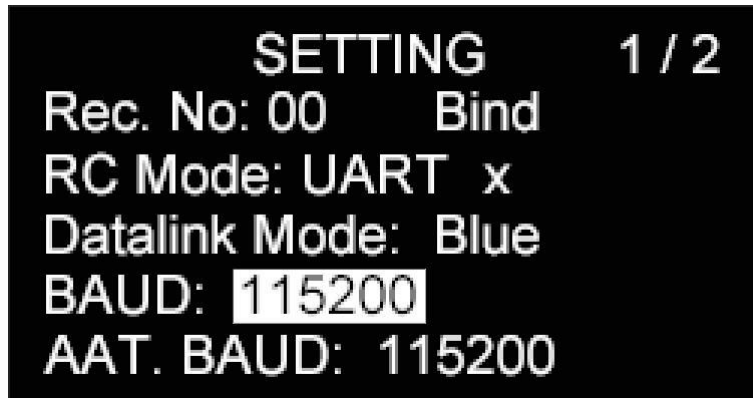 SETTING 1 / 2
Rec. No: 00 Bind
RC Mode: UART x
Datalink Mode: Blue
BAUD: 115200
AAT. BAUD: 115200